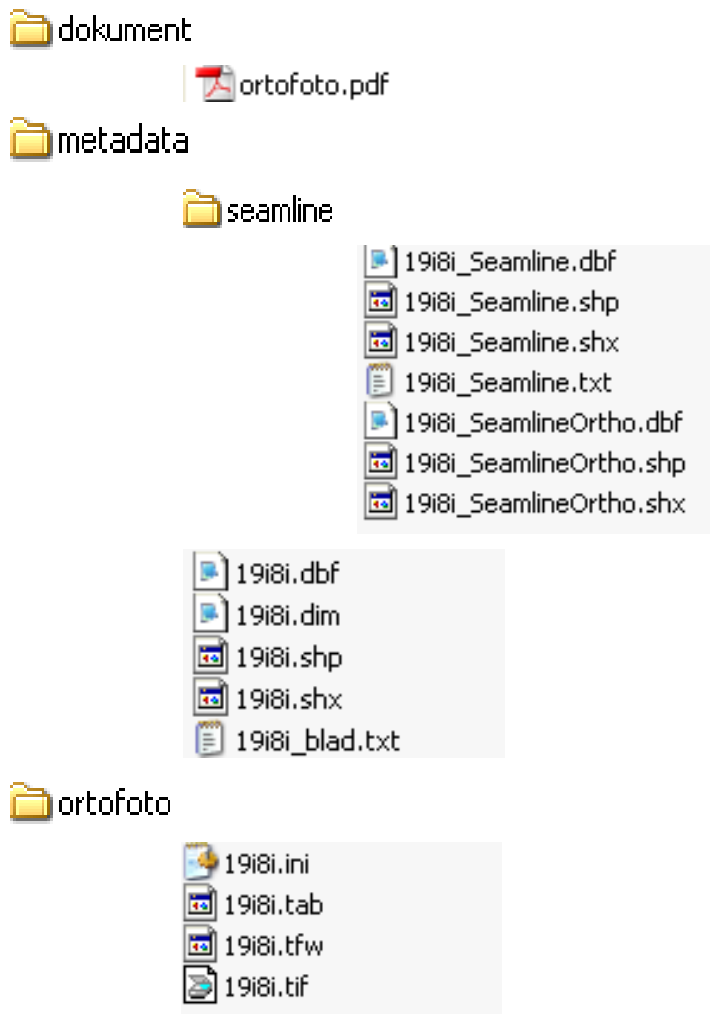 dokument
ortofoto.pdf
metadata
seamline
19i8i_Seamline.dbf
19i8i_Seamline.shp
19i8i_Seamline.shx
19i8i_Seamline.txt
19i8i_SeamlineOrtho.dbf
19i8i_SeamlineOrtho.shp
19i8i_SeamlineOrtho.shx
19i8i.dbf
19i8i.dim
19i8i.shp
19i8i.shx
19i8i_blad.txt
ortofoto
19i8i.ini
19i8i.tab
19i8i.tfw
19i8i.tif